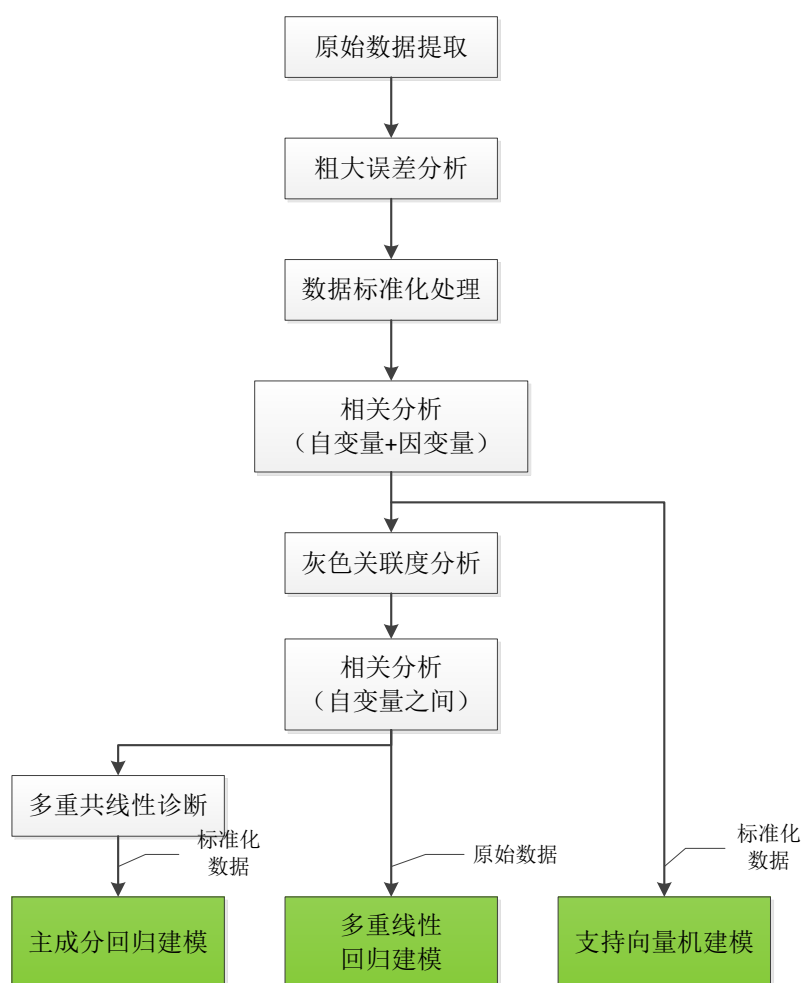 原始数据提取
粗大误差分析
数据标准化处理
相关分析
（自变量+因变量）
灰色关联度分析
相关分析
（自变量之间）
多重共线性诊断
标准化
数据
原始数据
标准化
数据
主成分回归建模
多重线性
回归建模
支持向量机建模